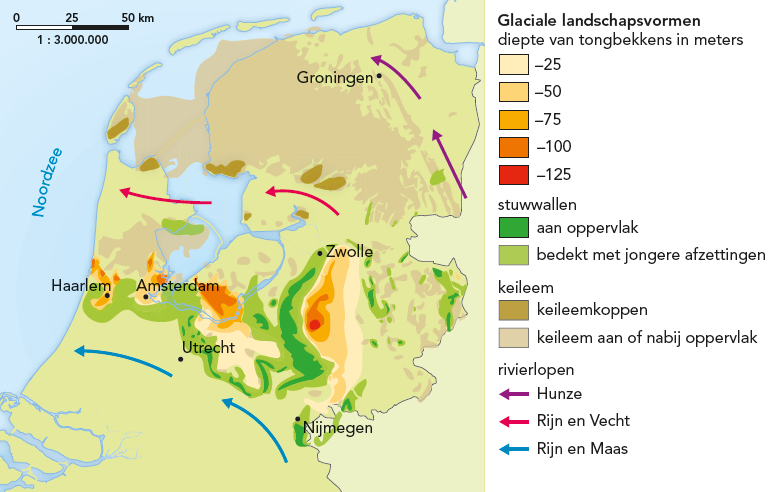 0 25 50 km
1 : 3.000.000
Groningen
Noordzee
Zwolle
Haarlem
Amsterdam
Utrecht
Nijmegen
Glaciale landschapsvormen
diepte van tongbekkens in meters
–25
–50
–75
–100
–125
stuwwallen
aan oppervlak
bedekt met jongere afzettingen
keileem
keileemkoppen
keileem aan of nabij oppervlak
rivierlopen
Hunze
Rijn en Vecht
Rijn en Maas